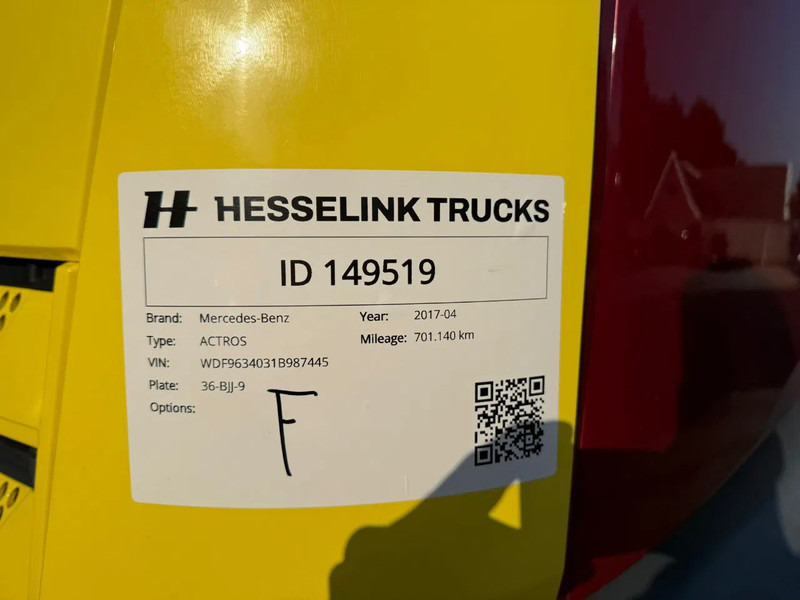 H HESSELINK TRUCKS
ID 149519
Brand: Mercedes-Benz Year: 2017-04
Type: ACTROS Mileage: 701.140 km
VIN: WDF9634031B987445
Plate: 36-BJJ-9
Options: F